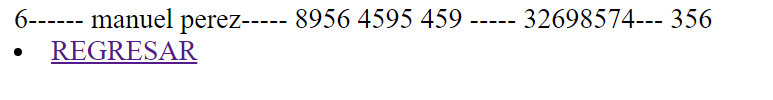 6------ manuel perez----- 8956 4595 459 ----- 32698574--- 356
• REGRESAR